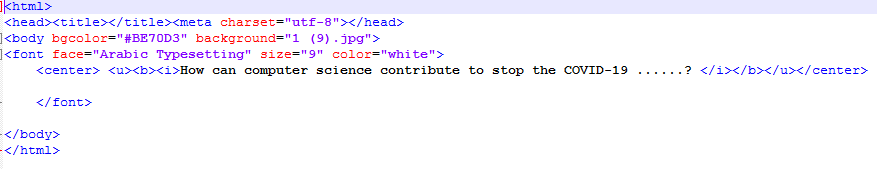 <html>
<head><title></title><meta charset="utf-8"></head>
<body bgcolor="#BE70D3" background="1 (9).jpg">
<font face="Arabic Typesetting" size="9" color="white">
<center> <u><b><i>How can computer science contribute to stop the COVID-19 ......? </i></b></u></center>
</font>
</body>
</html>